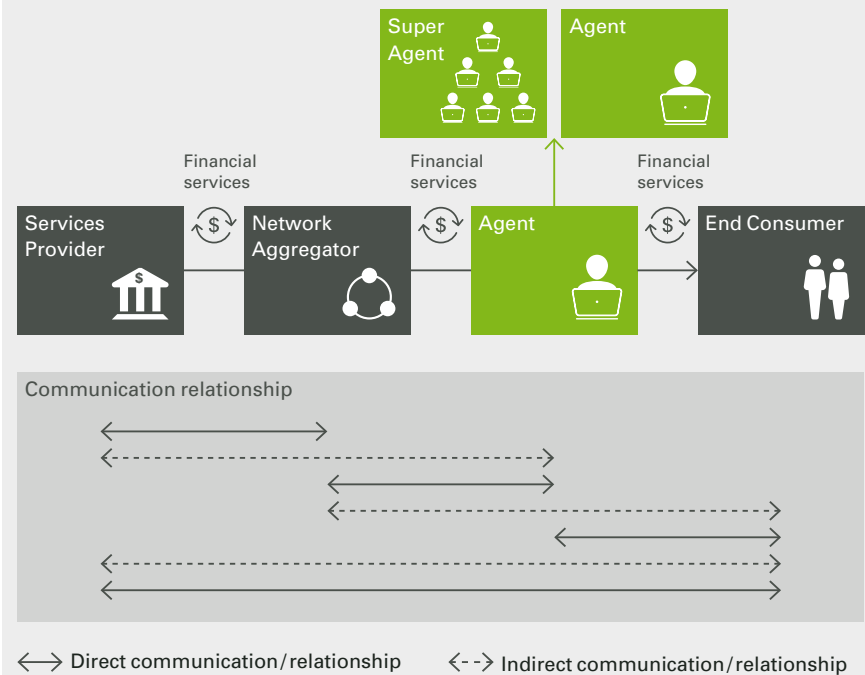 Super
Agent
Agent
Financial
services
Financial
services
Financial
services
Services
Provider
$
$
Network
Aggregator
$
Agent
$
End Consumer
Communication relationship
Direct communication/relationship
Indirect communication/relationship